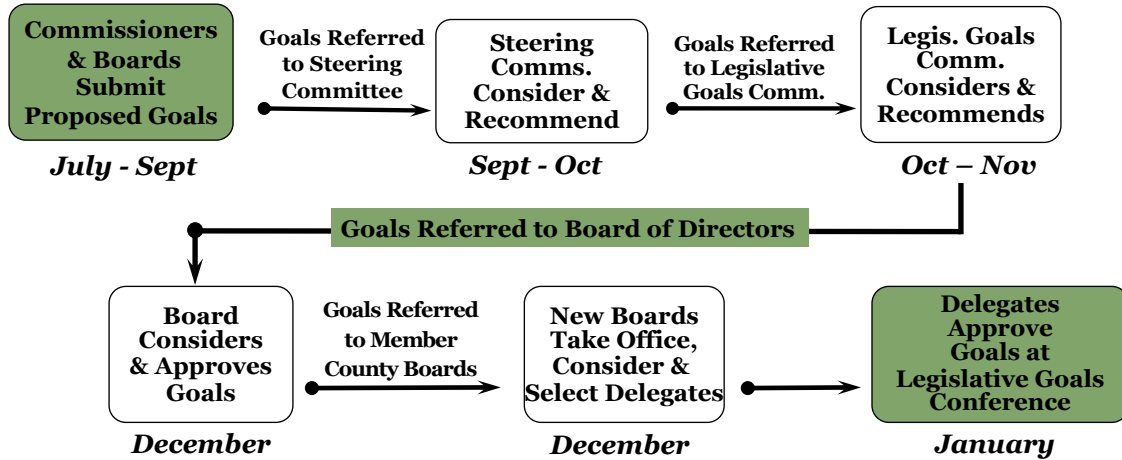 Commissioners
& Boards
Submit
Proposed Goals
July - Sept
Goals Referred
to Steering
Committee
Steering
Comms.
Consider &
Recommend
Sept - Oct
Goals Referred
to Legislative
Goals Comm.
Legis. Goals
Comm.
Considers &
Recommends
Oct – Nov
Goals Referred to Board of Directors
Board
Considers
& Approves
Goals
December
Goals Referred
to Member
County Boards
New Boards
Take Office,
Consider &
Select Delegates
December
Delegates
Approve
Goals at
Legislative Goals
Conference
January